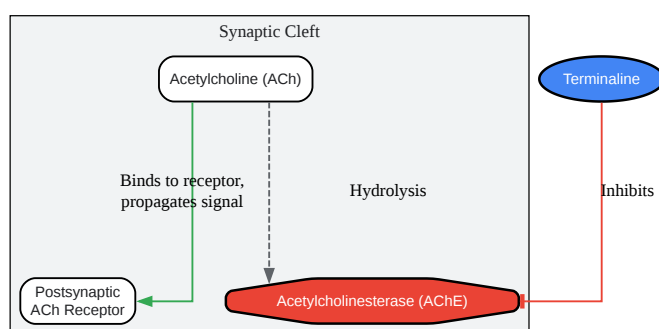 Synaptic Cleft
Acetylcholine (ACh)
Terminaline
Binds to receptor,
propagates signal
Hydrolysis
Inhibits
Postsynaptic
ACh Receptor
Acetylcholinesterase (AChE)